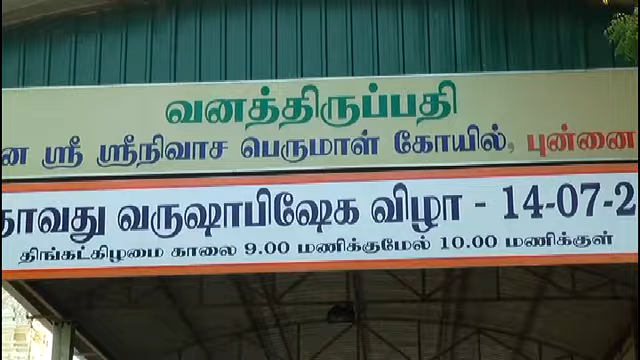 வனத்திருப்பதி
ன ஸ்ரீ ஸ்ரீநிவாச பெருமாள் கோயில், புன்னை
ாவது வருஷாபிஷேக விழா - 14-07-2
திங்கட்கிழமை காலை 9.00 மணிக்குமேல் 10.00 மணிக்குள்